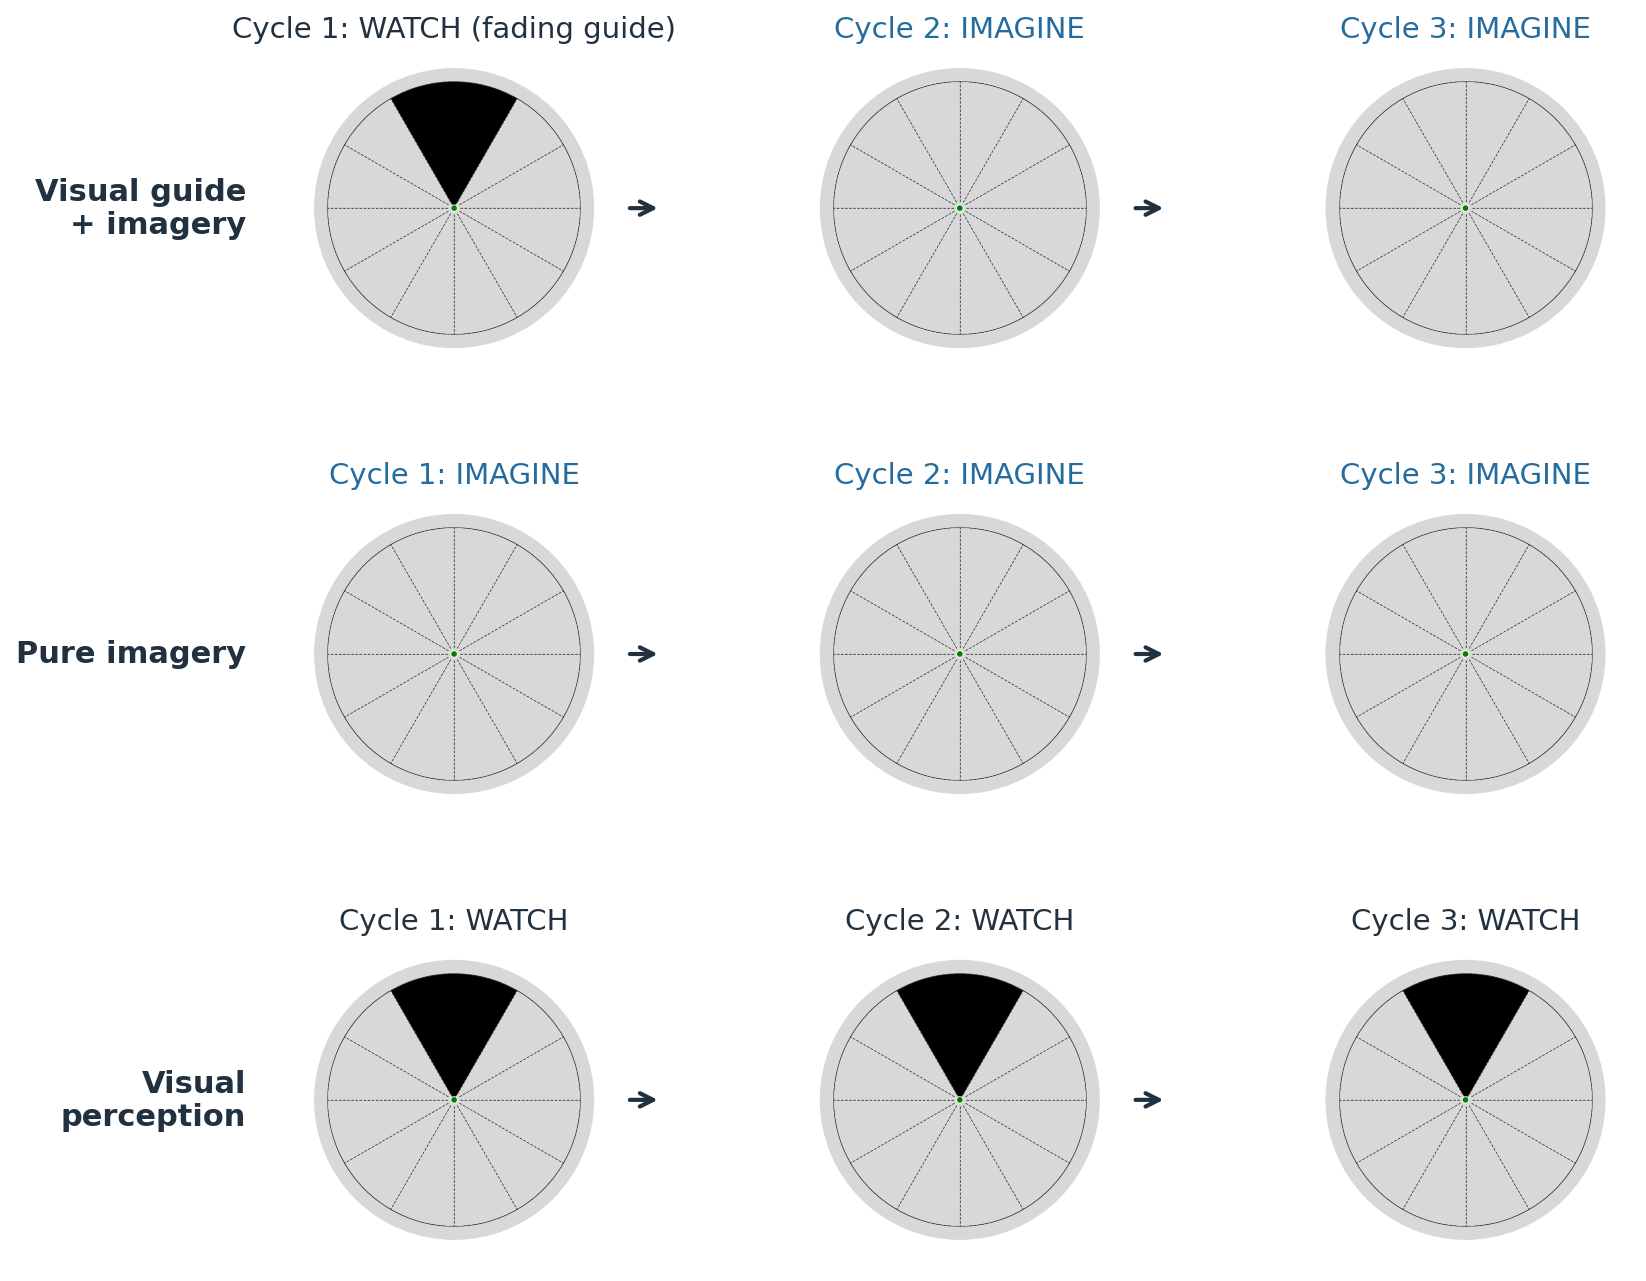 Cycle 1: WATCH (fading guide)
Cycle 2: IMAGINE
Cycle 3: IMAGINE
Visual guide
+ imagery
Cycle 1: IMAGINE
Cycle 2: IMAGINE
Cycle 3: IMAGINE
Pure imagery
Cycle 1: WATCH
Cycle 2: WATCH
Cycle 3: WATCH
Visual
perception